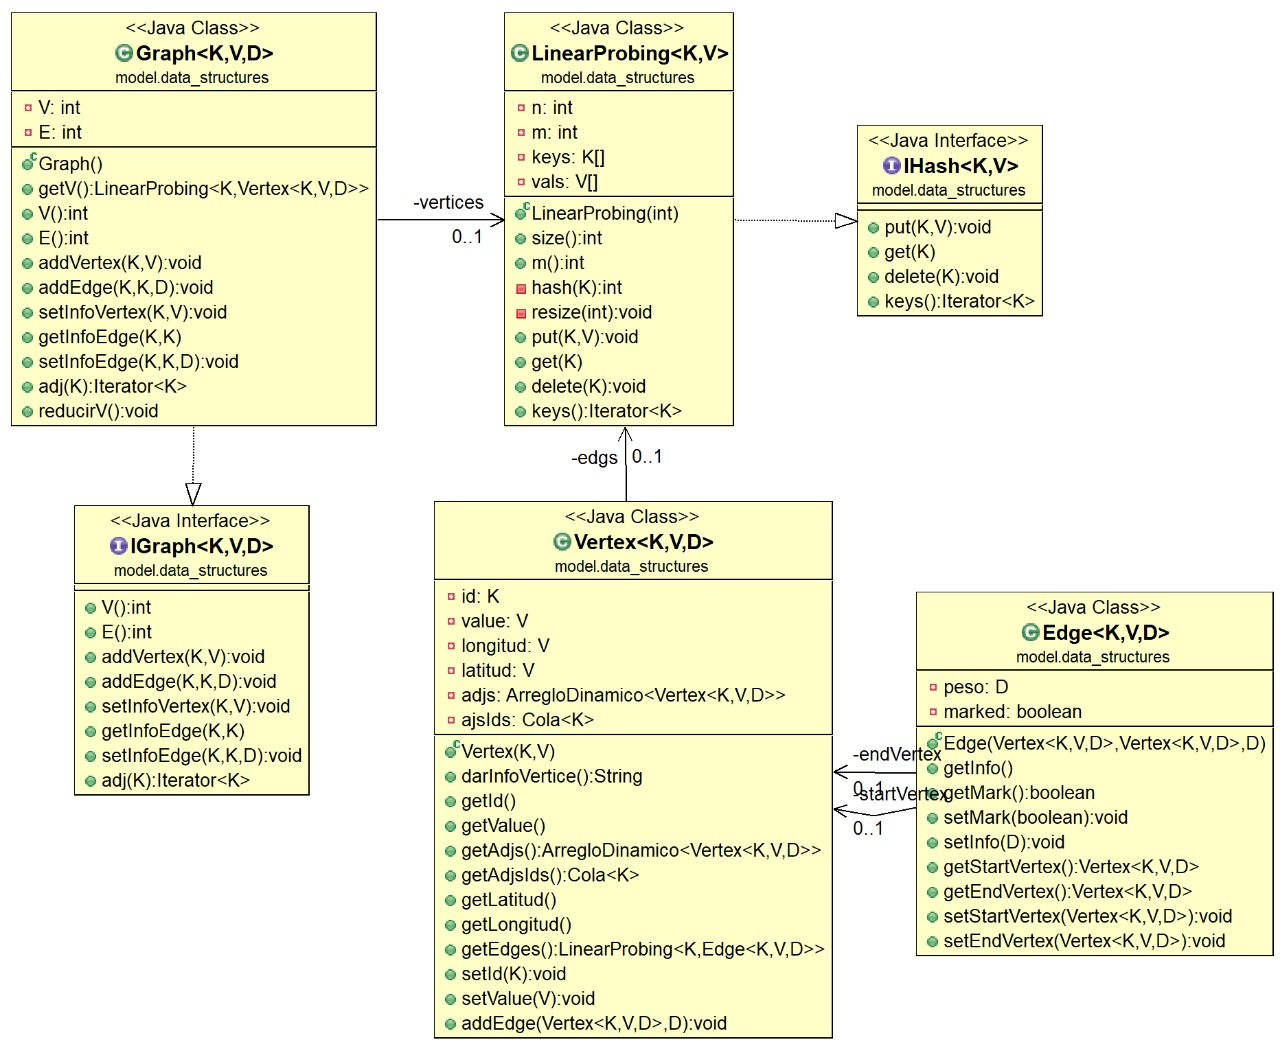 <<Java Class>>
Graph<K,V,D>
model.data_structures
V: int
E: int
Graph()
getV():LinearProbing<K,Vertex<K,V,D>>
V():int
E():int
addVertex(K,V):void
addEdge(K,K,D):void
setInfoVertex(K,V):void
getInfoEdge(K,K)
setInfoEdge(K,K,D):void
adj(K):Iterator<K>
reducirV():void
-vertices
0..1
<<Java Class>>
LinearProbing<K,V>
model.data_structures
n: int
m: int
keys: K[]
vals: V[]
LinearProbing(int)
size():int
m():int
hash(K):int
resize(int):void
put(K,V):void
get(K)
delete(K):void
keys():Iterator<K>
<<Java Interface>>
IHash<K,V>
model.data_structures
put(K,V):void
get(K)
delete(K):void
keys():Iterator<K>
-edgs
0..1
<<Java Interface>>
IGraph<K,V,D>
model.data_structures
V():int
E():int
addVertex(K,V):void
addEdge(K,K,D):void
setInfoVertex(K,V):void
getInfoEdge(K,K)
setInfoEdge(K,K,D):void
adj(K):Iterator<K>
<<Java Class>>
Vertex<K,V,D>
model.data_structures
id: K
value: V
longitud: V
latitud: V
adjs: ArregloDinamico<Vertex<K,V,D>>
ajsIds: Cola<K>
Vertex(K,V)
darInfoVertice():String
getId()
getValue()
getAdjs():ArregloDinamico<Vertex<K,V,D>>
getAdjsIds():Cola<K>
getLatitud()
getLongitud()
getEdges():LinearProbing<K,Edge<K,V,D>>
setId(K):void
setValue(V):void
addEdge(Vertex<K,V,D>,D):void
-endVertex
0..1
-startVertex
0..1
<<Java Class>>
Edge<K,V,D>
model.data_structures
peso: D
marked: boolean
Edge(Vertex<K,V,D>,Vertex<K,V,D>,D)
getInfo()
getMark():boolean
setMark(boolean):void
setInfo(D):void
getStartVertex():Vertex<K,V,D>
getEndVertex():Vertex<K,V,D>
setStartVertex(Vertex<K,V,D>):void
setEndVertex(Vertex<K,V,D>):void